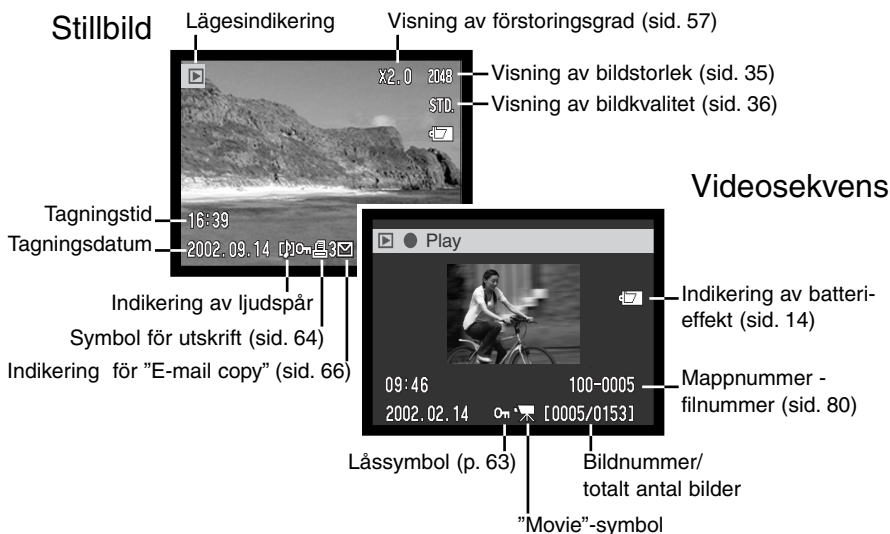 Stillbild
Lägesindikering
Visning av förstoringsgrad (sid. 57)
X2.0 2048
Visning av bildstorlek (sid. 35)
STD.
Visning av bildkvalitet (sid. 36)
Videosekvens
Tagningstid
16:39
Tagningsdatum
2002.09.14
3
Play
Indikering av ljudspår
Symbol för utskrift (sid. 64)
Indikering för ”E-mail copy” (sid. 66)
Indikering av batteri-
effekt (sid. 14)
09:46
100-0005
Mappnummer -
filnummer (sid. 80)
2002.02.14
[0005/0153]
Låssymbol (p. 63)
Bildnummer/
totalt antal bilder
”Movie”-symbol